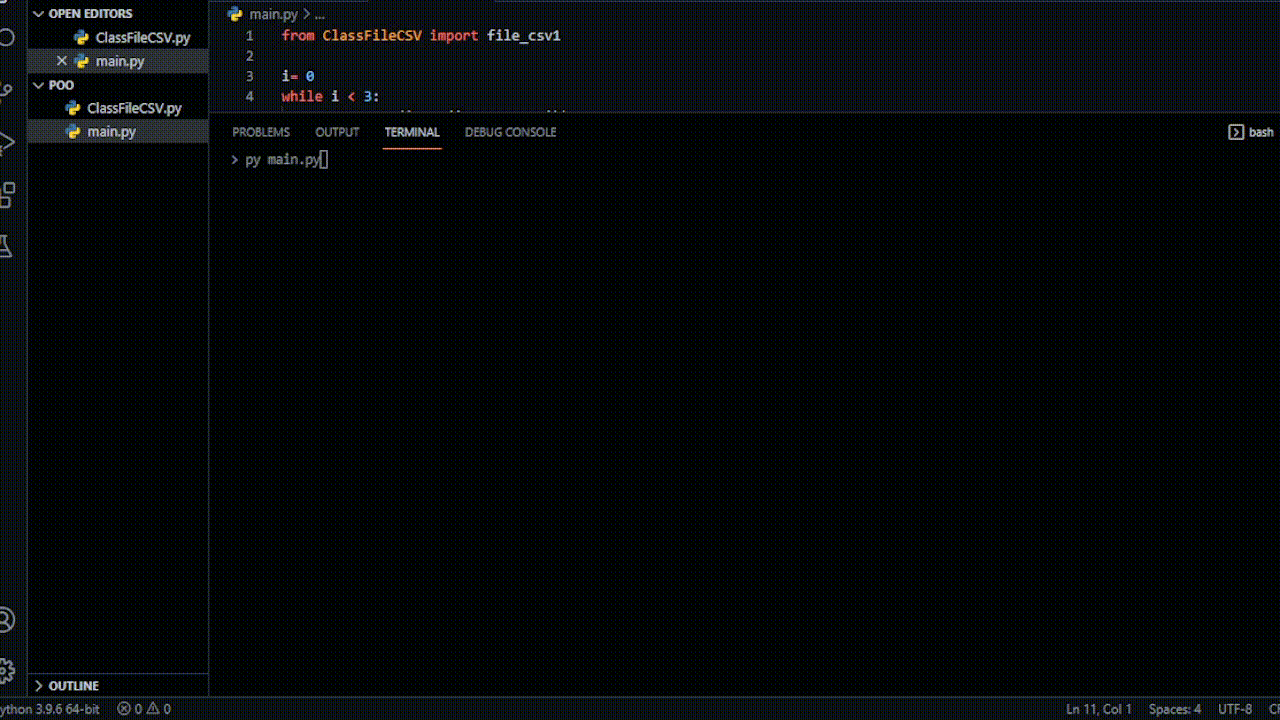 OPEN EDITORS
ClassFileCSV.py
main.py
POO
ClassFileCSV.py
main.py
OUTLINE
main.py > ...
1 from ClassFileCSV import file_csv1
2
3 i= 0
4 while i < 3:
PROBLEMS OUTPUT TERMINAL DEBUG CONSOLE
bash
> py main.py
ython 3.9.6 64-bit 0 0 Ln 11, Col 1 Spaces: 4 UTF-8